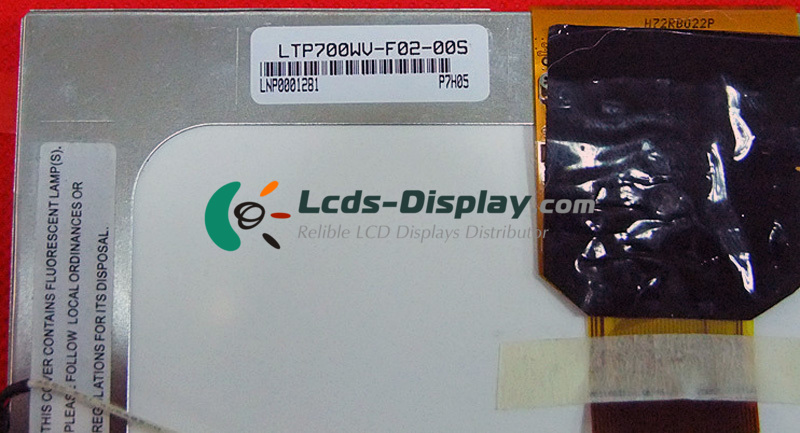 H72RB022P
LTP700WV-F02-00S
LNP0001281 P7H05
Lcds-Display.com
Relible LCD Displays Distributor
THIS COVER CONTAINS FLUORESCENT LAMP(S).
PLEASE FOLLOW LOCAL ORDINANCES OR
REGULATIONS FOR ITS DISPOSAL.